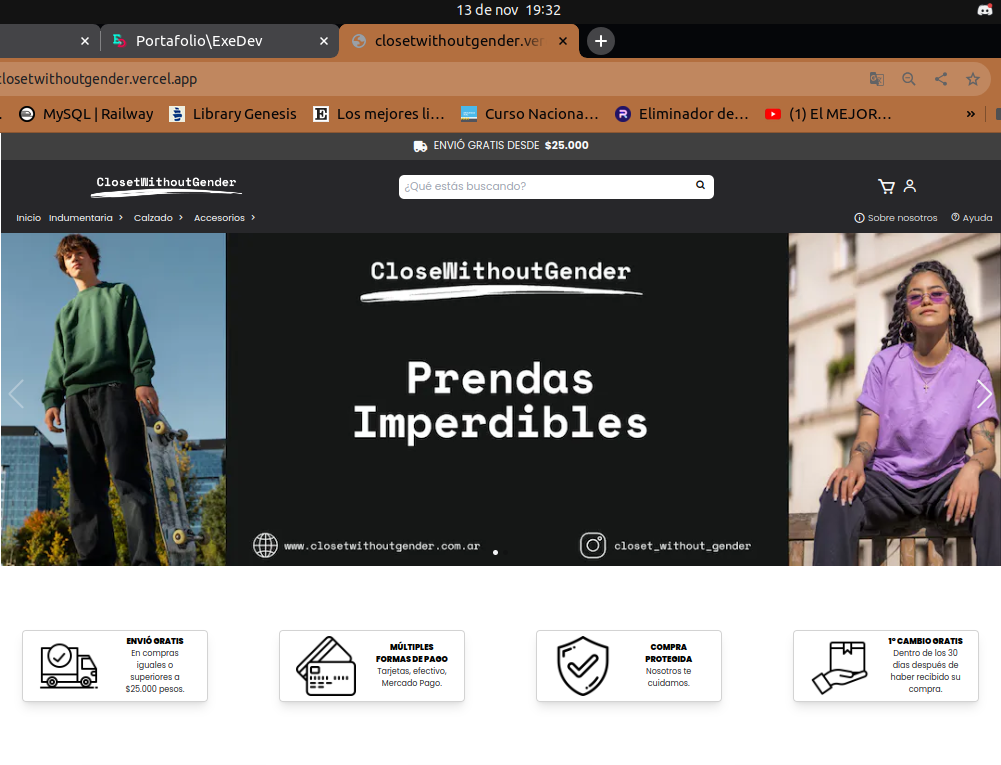 13 de nov 19:32
Portafolio\ExeDev
closetwithoutgender.ver
closetwithoutgender.vercel.app
MySQL | Railway
Library Genesis
Los mejores li…
Curso Naciona…
Eliminador de…
(1) El MEJOR…
»
ENVIÓ GRATIS DESDE $25.000
ClosetWithoutGender
¿Qué estás buscando?
Inicio Indumentaria > Calzado > Accesorios >
Sobre nosotros
Ayuda
CloseWithoutGender
Prendas
Imperdibles
www.closetwithoutgender.com.ar
closet_without_gender
ENVIÓ GRATIS
En compras
iguales o
superiores a
$25.000 pesos.
MÚLTIPLES
FORMAS DE PAGO
Tarjetas, efectivo,
Mercado Pago.
COMPRA
PROTEGIDA
Nosotros te
cuidamos.
1º CAMBIO GRATIS
Dentro de los 30
dias después de
haber recibido su
compra.